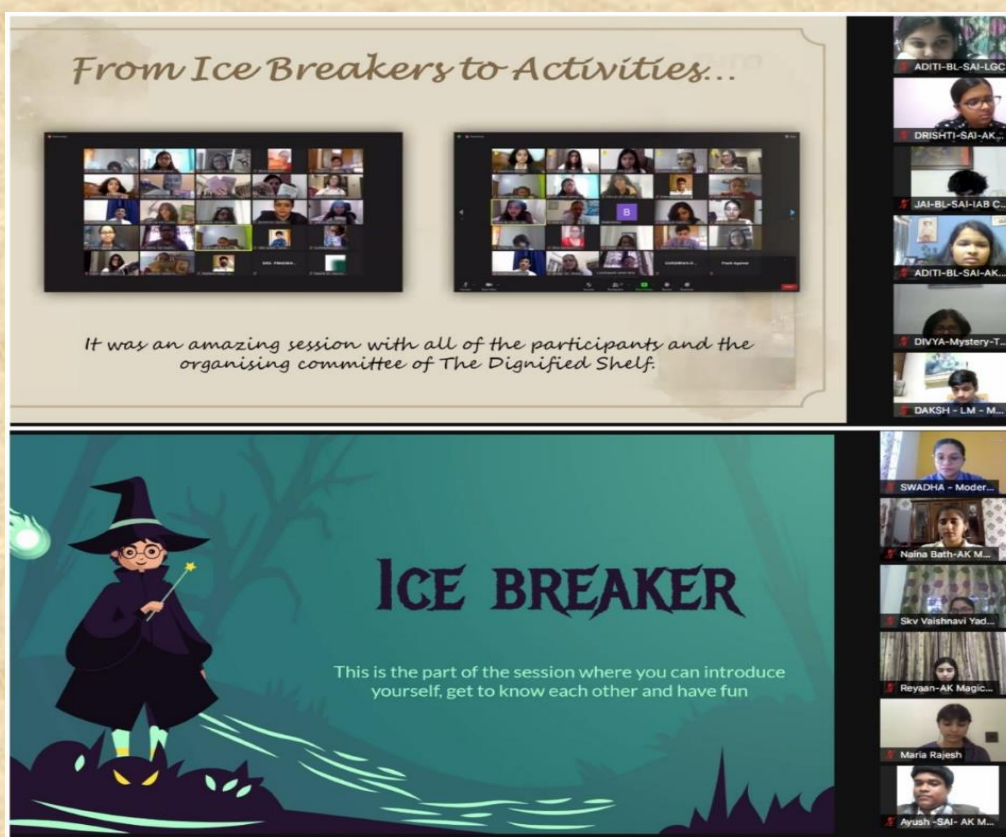 From Ice Breakers to Activities...
B
It was an amazing session with all of the participants and the
organising committee of The Dignified Shelf.
ADITI-BL-SAI-LGC
DRISHTI-SAI-AK...
JAI-BL-SAI-IAB C...
ADITI-BL-SAI-AK...
DIVYA-Mystery-T...
DAKSH - LM - M...
ICE BREAKER
This is the part of the session where you can introduce
yourself, get to know each other and have fun
SWADHA - Moder...
Naina Bath-AK M...
Skv Vaishnavi Yad...
Reyaan-AK Magic...
Maria Rajesh
Ayush -SAI- AK M...